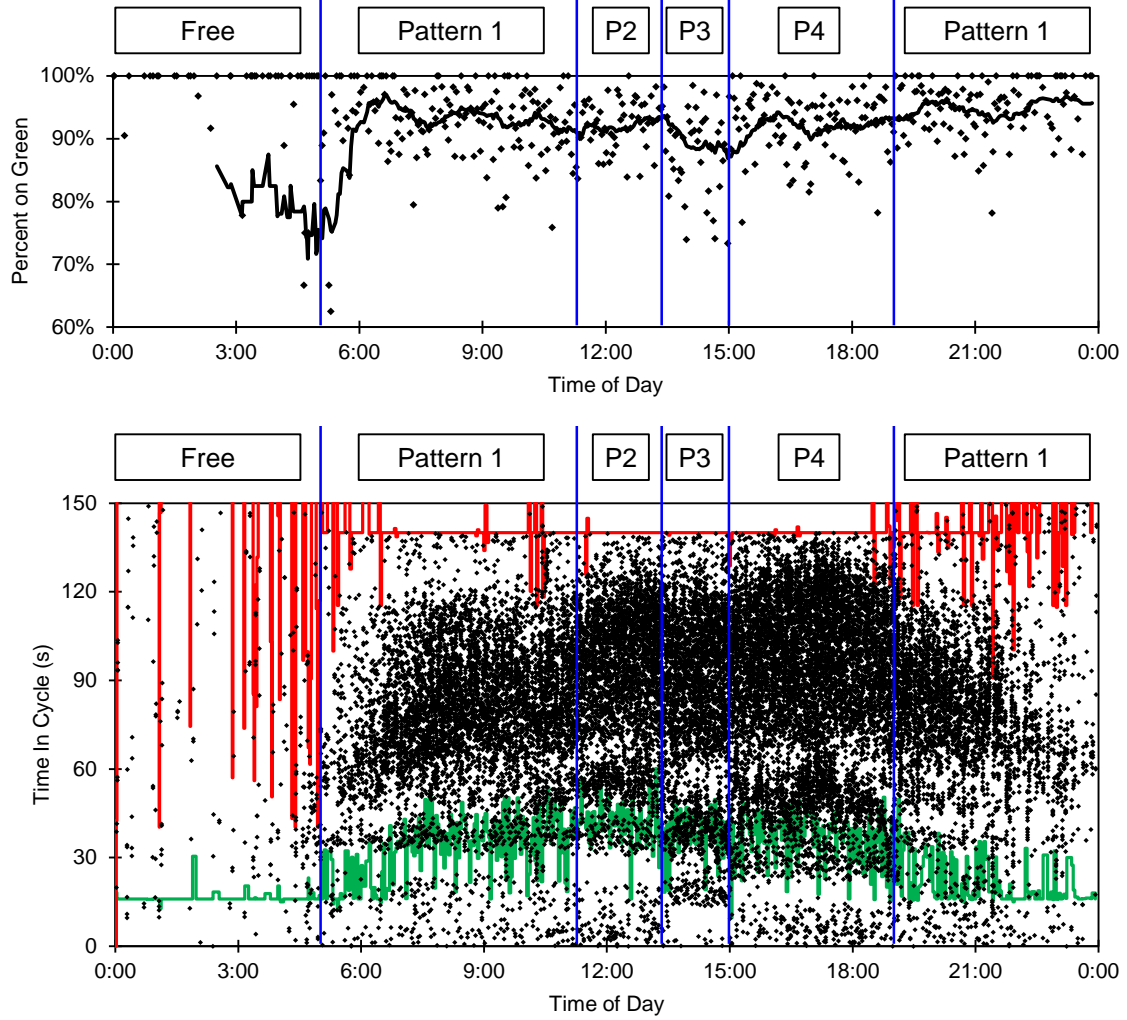 Free Pattern 1 P2 P3 P4 Pattern 1
100%
90%
80%
70%
60%
Percent on Green
0:00 3:00 6:00 9:00 12:00 15:00 18:00 21:00 0:00
Time of Day
Free Pattern 1 P2 P3 P4 Pattern 1
150
120
90
60
30
0
Time In Cycle (s)
0:00 3:00 6:00 9:00 12:00 15:00 18:00 21:00 0:00
Time of Day